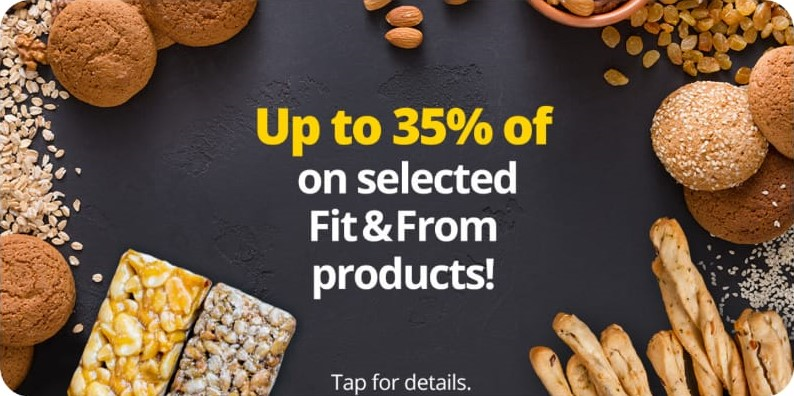 Up to 35% of
on selected
Fit&From
products!
Tap for details.